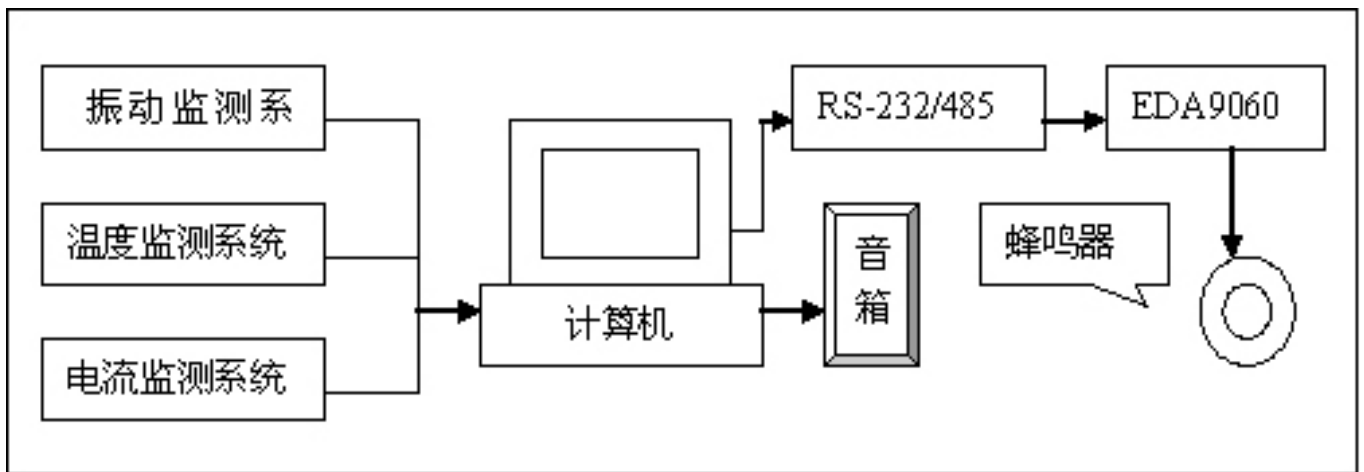 振动监测系
温度监测系统
电流监测系统
计算机
RS-232/485
EDA9060
音
箱
蜂鸣器